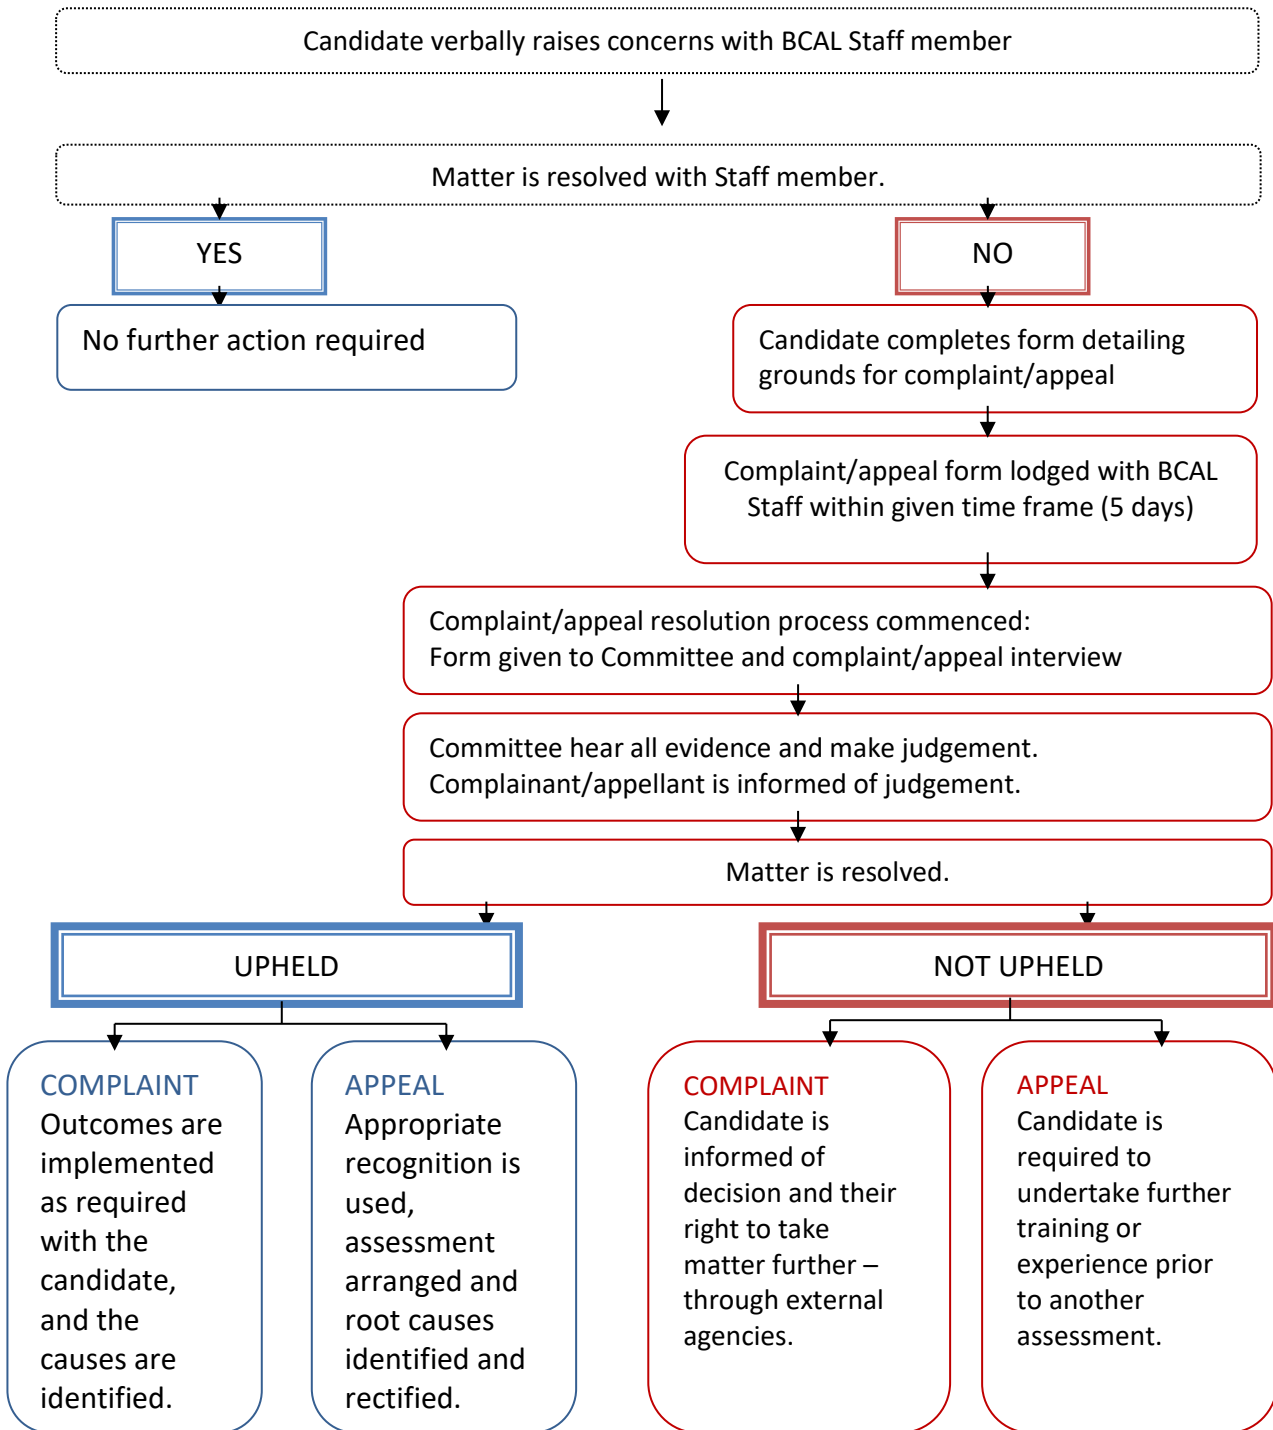 Candidate verbally raises concerns with BCAL Staff member
Matter is resolved with Staff member.
YES
NO
No further action required
Candidate completes form detailing
grounds for complaint/appeal
Complaint/appeal form lodged with BCAL
Staff within given time frame (5 days)
Complaint/appeal resolution process commenced:
Form given to Committee and complaint/appeal interview
Committee hear all evidence and make judgement.
Complainant/appellant is informed of judgement.
Matter is resolved.
UPHELD
NOT UPHELD
COMPLAINT
Outcomes are
implemented
as required
with the
candidate,
and the
causes are
identified.
APPEAL
Appropriate
recognition is
used,
assessment
arranged and
root causes
identified and
rectified.
COMPLAINT
Candidate is
informed of
decision and their
right to take
matter further –
through external
agencies.
APPEAL
Candidate is
required to
undertake further
training or
experience prior
to another
assessment.